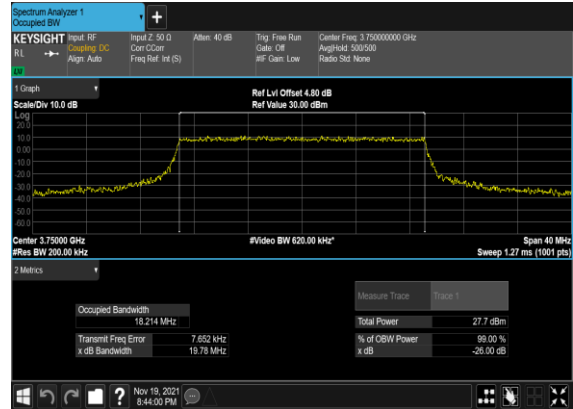 Spectrum Analyzer 1
Occupied BW
+
KEYSIGHT Input: RF Input Z: 50 Ω Atten: 40 dB Trig: Free Run Center Freq: 3.750000000 GHz
RL Coupling: DC Corr CCorr Gate: Off Avg|Hold: 500/500
Align: Auto Freq Ref: Int (S) #IF Gain: Low Radio Std: None
LM
1 Graph
Ref Lvl Offset 4.80 dB
Scale/Div 10.0 dB Ref Value 30.00 dBm
Log
20.0
10.0
0.00
-10.0
-20.0
-30.0
-40.0
-50.0
-60.0
Center 3.75000 GHz #Video BW 620.00 kHz* Span 40 MHz
#Res BW 200.00 kHz Sweep 1.27 ms (1001 pts)
2 Metrics
Measure Trace Trace 1
Occupied Bandwidth
18.214 MHz
Total Power 27.7 dBm
Transmit Freq Error 7.652 kHz % of OBW Power 99.00 %
x dB Bandwidth 19.78 MHz x dB -26.00 dB
? Nov 19, 2021
8:44:00 PM